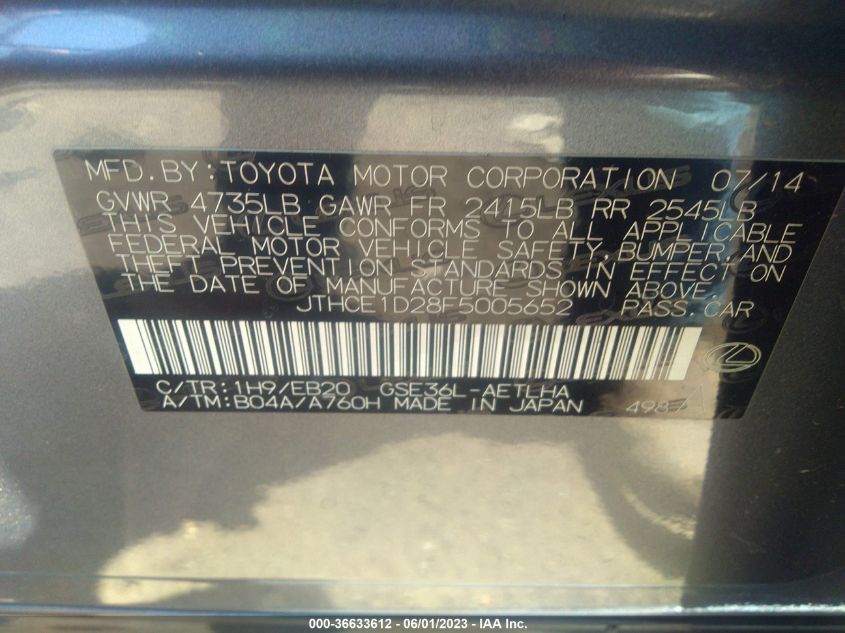 MFD.BY:TOYOTA MOTOR CORPORATION 07/14
GVWR 4735LB GAWR FR 2415LB RR 2545LB
THIS VEHICLE CONFORMS TO ALL APPLICABLE
FEDERAL MOTOR VEHICLE SAFETY,BUMPER,AND
THEFT PREVENTION STANDARDS IN EFFECT ON
THE DATE OF MANUFACTURE SHOWN ABOVE.
JTHCE1D28F5005652 PASS.CAR
C/TR:1H9/EB20 GSE36L-AETLHA
A/TM:B04A/A760H MADE IN JAPAN 498
000-36633612 - 06/01/2023 - IAA Inc.